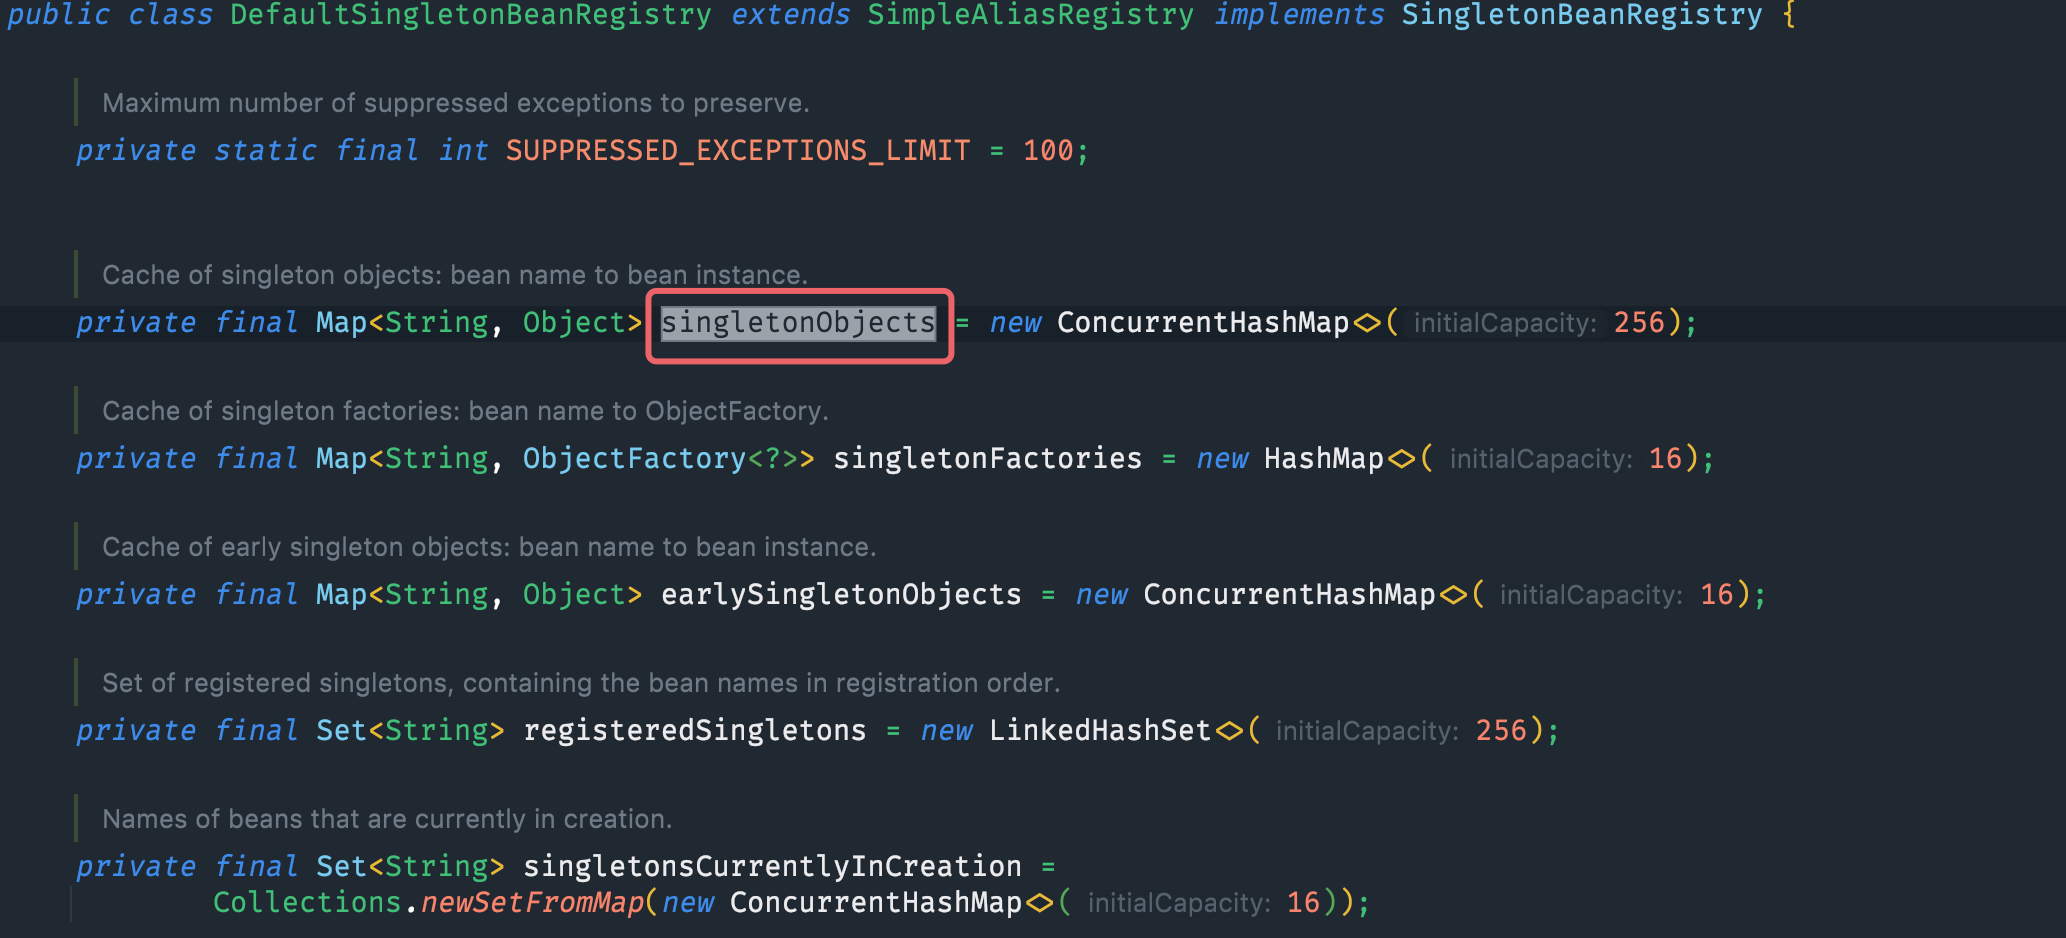 public class DefaultSingletonBeanRegistry extends SimpleAliasRegistry implements SingletonBeanRegistry {
Maximum number of suppressed exceptions to preserve.
private static final int SUPPRESSED_EXCEPTIONS_LIMIT = 100;
Cache of singleton objects: bean name to bean instance.
private final Map<String, Object> singletonObjects = new ConcurrentHashMap<>( initialCapacity: 256);
Cache of singleton factories: bean name to ObjectFactory.
private final Map<String, ObjectFactory<?>> singletonFactories = new HashMap<>( initialCapacity: 16);
Cache of early singleton objects: bean name to bean instance.
private final Map<String, Object> earlySingletonObjects = new ConcurrentHashMap<>( initialCapacity: 16);
Set of registered singletons, containing the bean names in registration order.
private final Set<String> registeredSingletons = new LinkedHashSet<>( initialCapacity: 256);
Names of beans that are currently in creation.
private final Set<String> singletonsCurrentlyInCreation =
Collections.newSetFromMap(new ConcurrentHashMap<>( initialCapacity: 16));